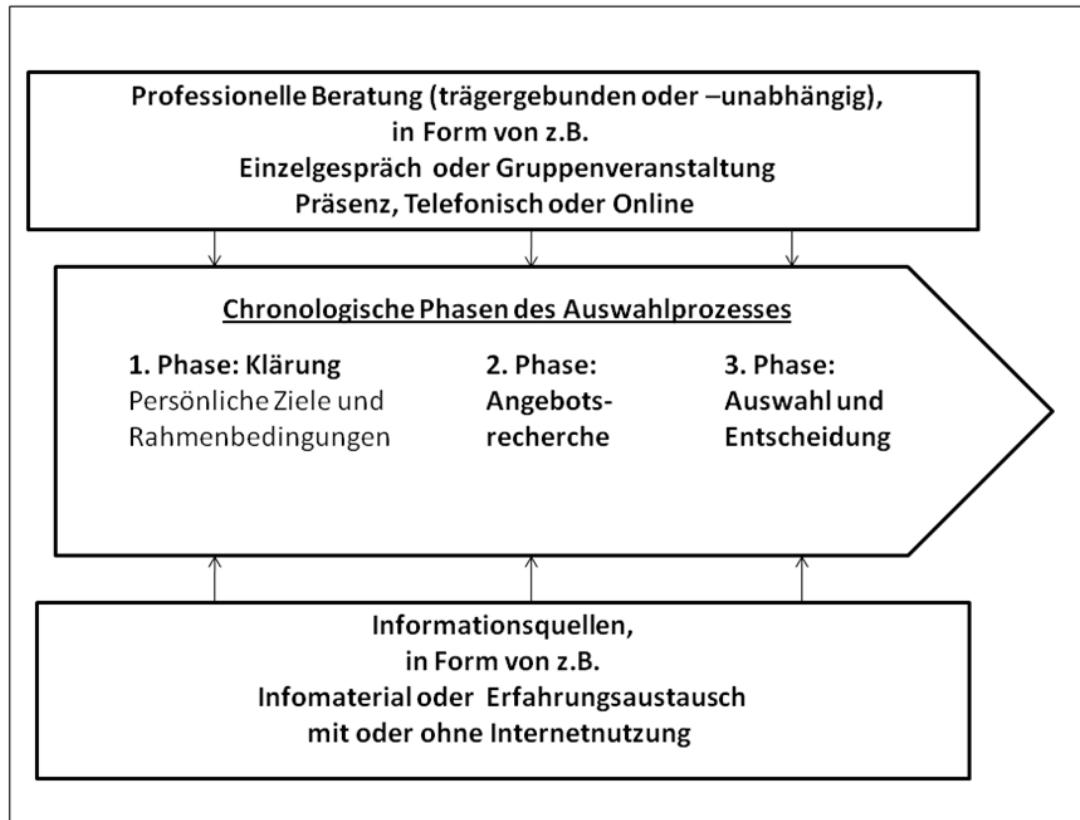 Professionelle Beratung (trägergebunden oder –unabhängig),
in Form von z.B.
Einzelgespräch oder Gruppenveranstaltung
Präsenz, Telefonisch oder Online
Chronologische Phasen des Auswahlprozesses
1. Phase: Klärung
Persönliche Ziele und
Rahmenbedingungen
2. Phase:
Angebots-
recherche
3. Phase:
Auswahl und
Entscheidung
Informationsquellen,
in Form von z.B.
Infomaterial oder Erfahrungsaustausch
mit oder ohne Internetnutzung